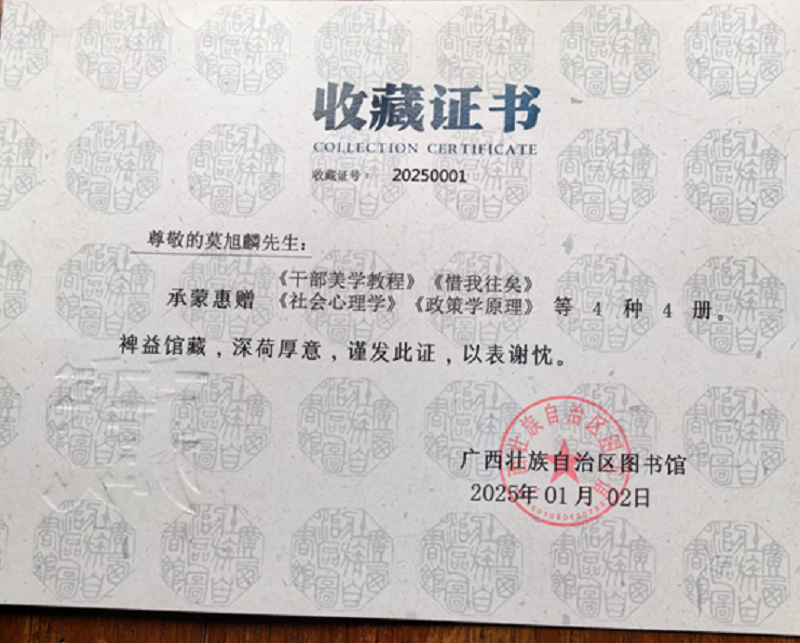 收藏证书
COLLECTION CERTIFICATE
收藏证号： 20250001
尊敬的莫旭麟先生：
《干部美学教程》《借我往矣》
承蒙惠赠《社会心理学》《政策学原理》等 4 种 4 册。
裨益馆藏，深荷厚意，谨发此证，以表谢忱。
广西壮族自治区图书馆
2025年 01 月 02日